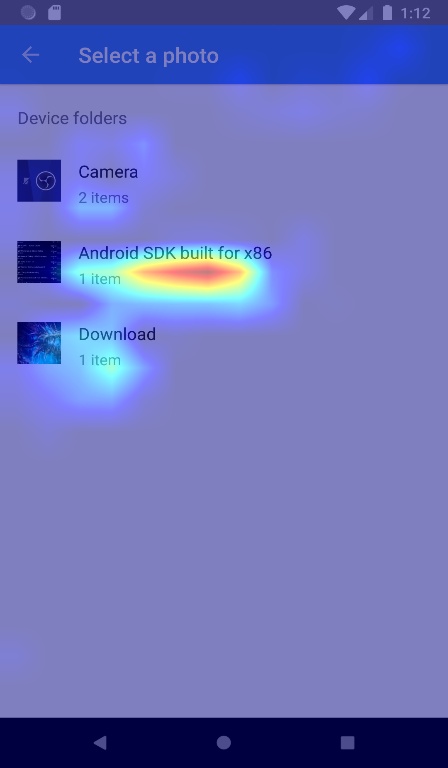 1:12
Select a photo
Device folders
Camera
2 items
Android SDK built for x86
1 item
Download
1 item